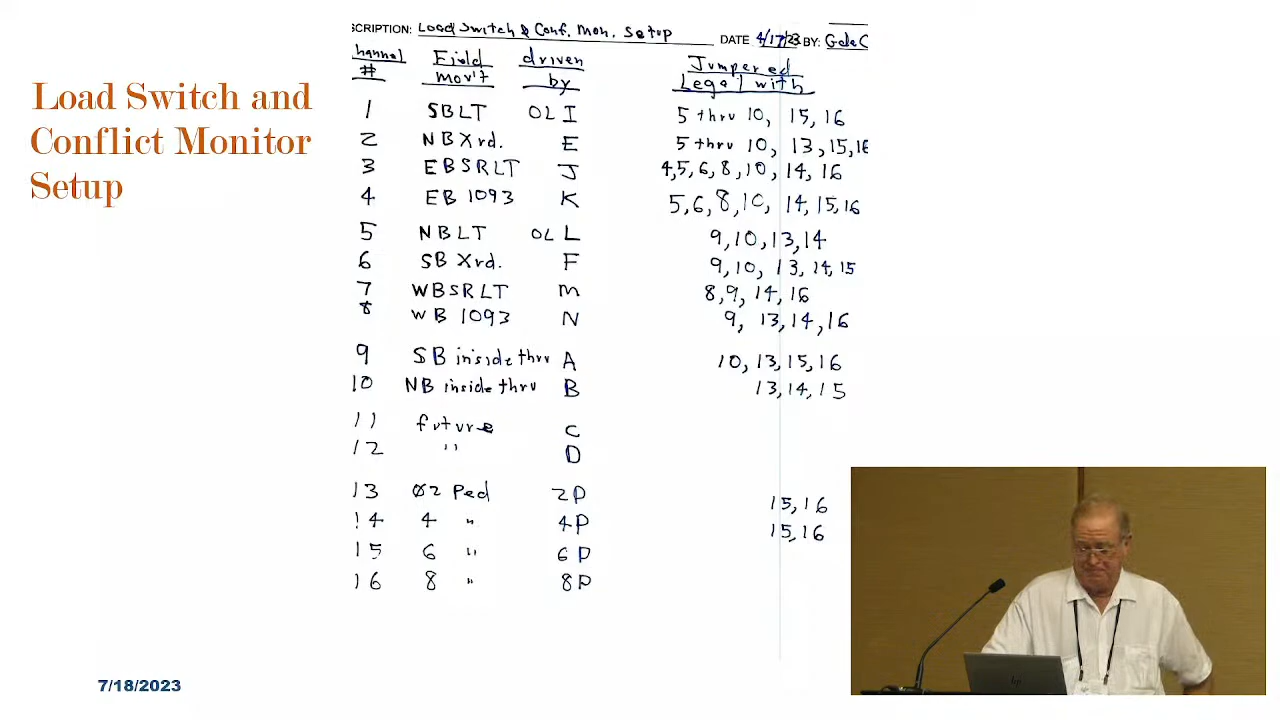 Load Switch and
Conflict Monitor
Setup
SCRIPTION: Load Switch & Conf. Mon. Setup DATE 4/17/23 BY: Gale C
hannel # Field mov't driven by Jumpered Legal with
1 SBLT OL I 5 thru 10, 15, 16
2 NB Xrd. E 5 thru 10, 13, 15, 16
3 EBSRLT J 4,5,6,8,10, 14, 16
4 EB 1093 K 5,6,8,10, 14,15,16
5 NBLT OL L 9,10,13,14
6 SB Xrd. F 9,10, 13, 14, 15
7 WBSRLT M 8,9, 14, 16
8 WB 1093 N 9, 13,14,16
9 SB inside thru A 10, 13, 15, 16
10 NB inside thru B 13,14,15
11 future C
12 " D
13 Ø2 Ped 2P 15,16
14 4 " 4P 15,16
15 6 " 6P
16 8 " 8P
7/18/2023
hp